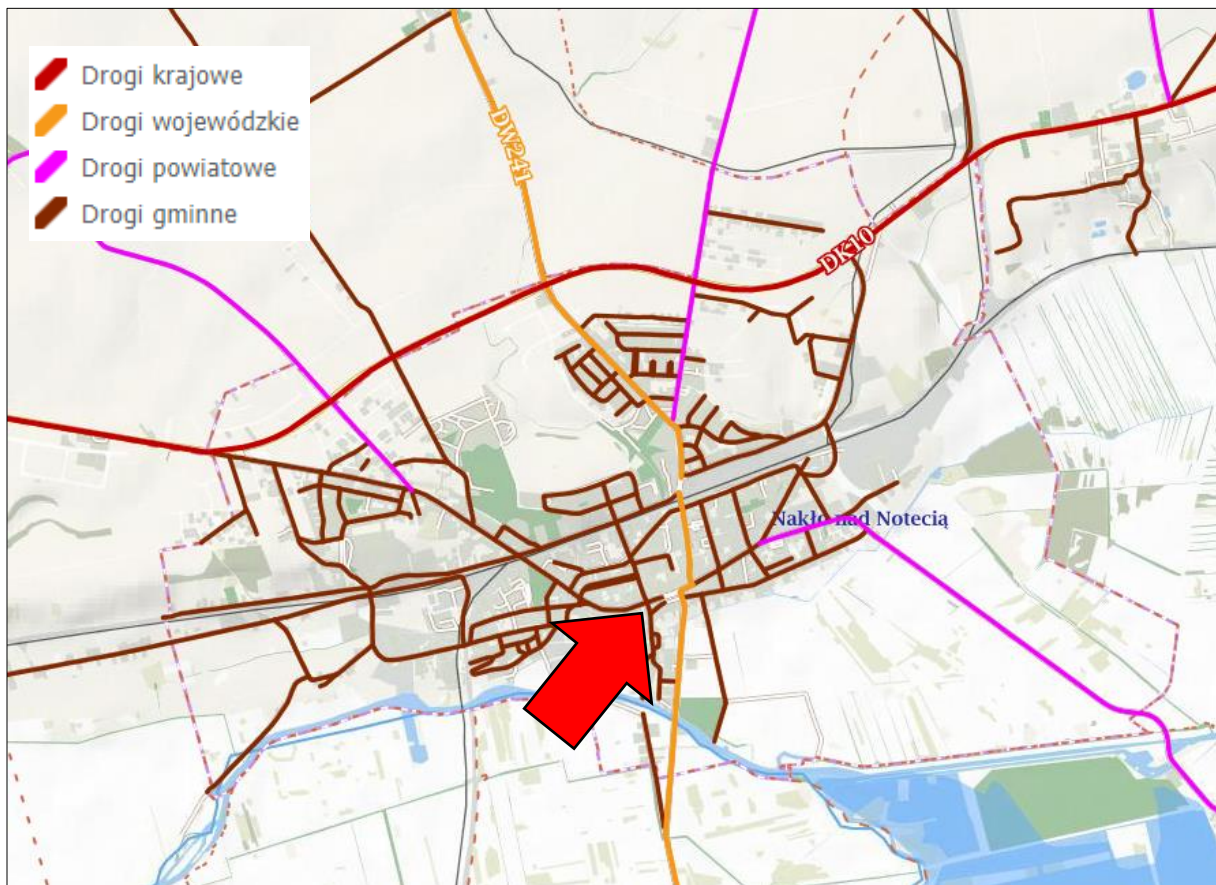 Drogi krajowe
Drogi wojewódzkie
Drogi powiatowe
Drogi gminne
DW241
DK10
Nakło nad Notecią